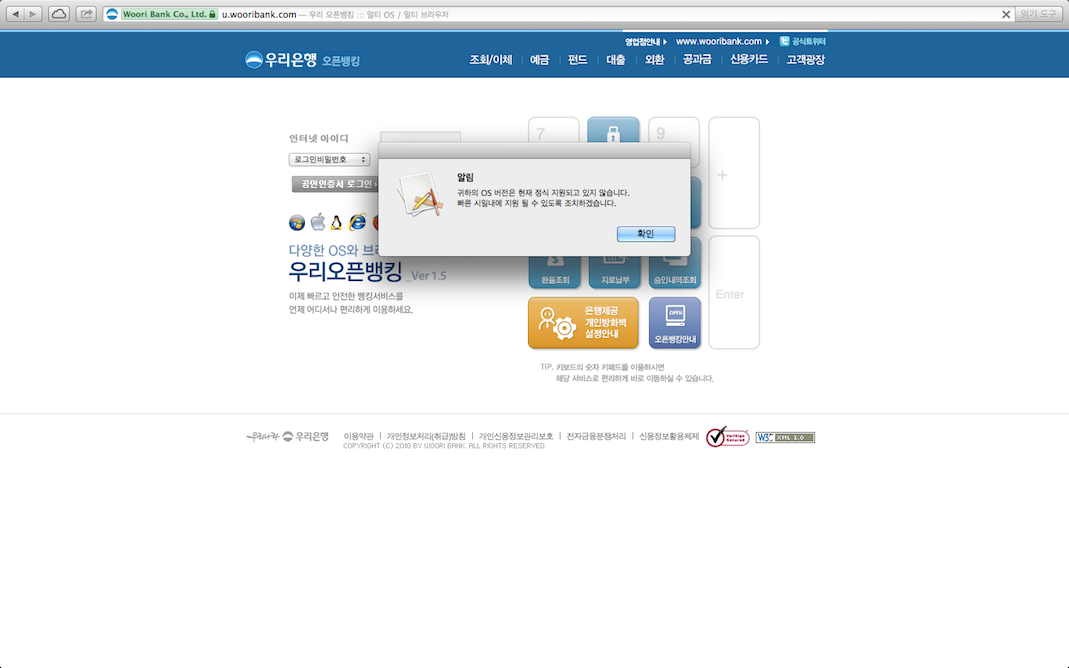 Woori Bank Co., Ltd. u.wooribank.com — 우리 오픈뱅킹 ::: 멀티 OS / 멀티 브라우저
읽기 도구
영업점안내 www.wooribank.com 공식트위터
우리은행 오픈뱅킹
조회/이체 예금 펀드 대출 외환 공과금 신용카드 고객광장
인터넷 아이디
로그인비밀번호
공인인증서 로그인
7
9
+
알림
귀하의 OS 버전은 현재 정식 지원되고 있지 않습니다.
빠른 시일내에 지원 될 수 있도록 조치하겠습니다.
확인
다양한 OS와
우리오픈뱅킹 _Ver 1.5
이제 빠르고 안전한 뱅킹서비스를
언제 어디서나 편리하게 이용하세요.
환율조회
지로납부
승인내역조회
Enter
은행제공
개인방화벽
설정안내
OPEN
오픈뱅킹안내
TIP. 키보드의 숫자 키패드를 이용하시면
해당 서비스로 편리하게 바로 이동하실 수 있습니다.
우리나라 우리은행
이용약관 | 개인정보처리(취급)방침 | 개인신용정보관리보호 | 전자금융분쟁처리 | 신용정보활용체제
COPYRIGHT (C) 2010 BY WOORI BANK. ALL RIGHTS RESERVED.
VeriSign
Secured
W3C XML 1.0